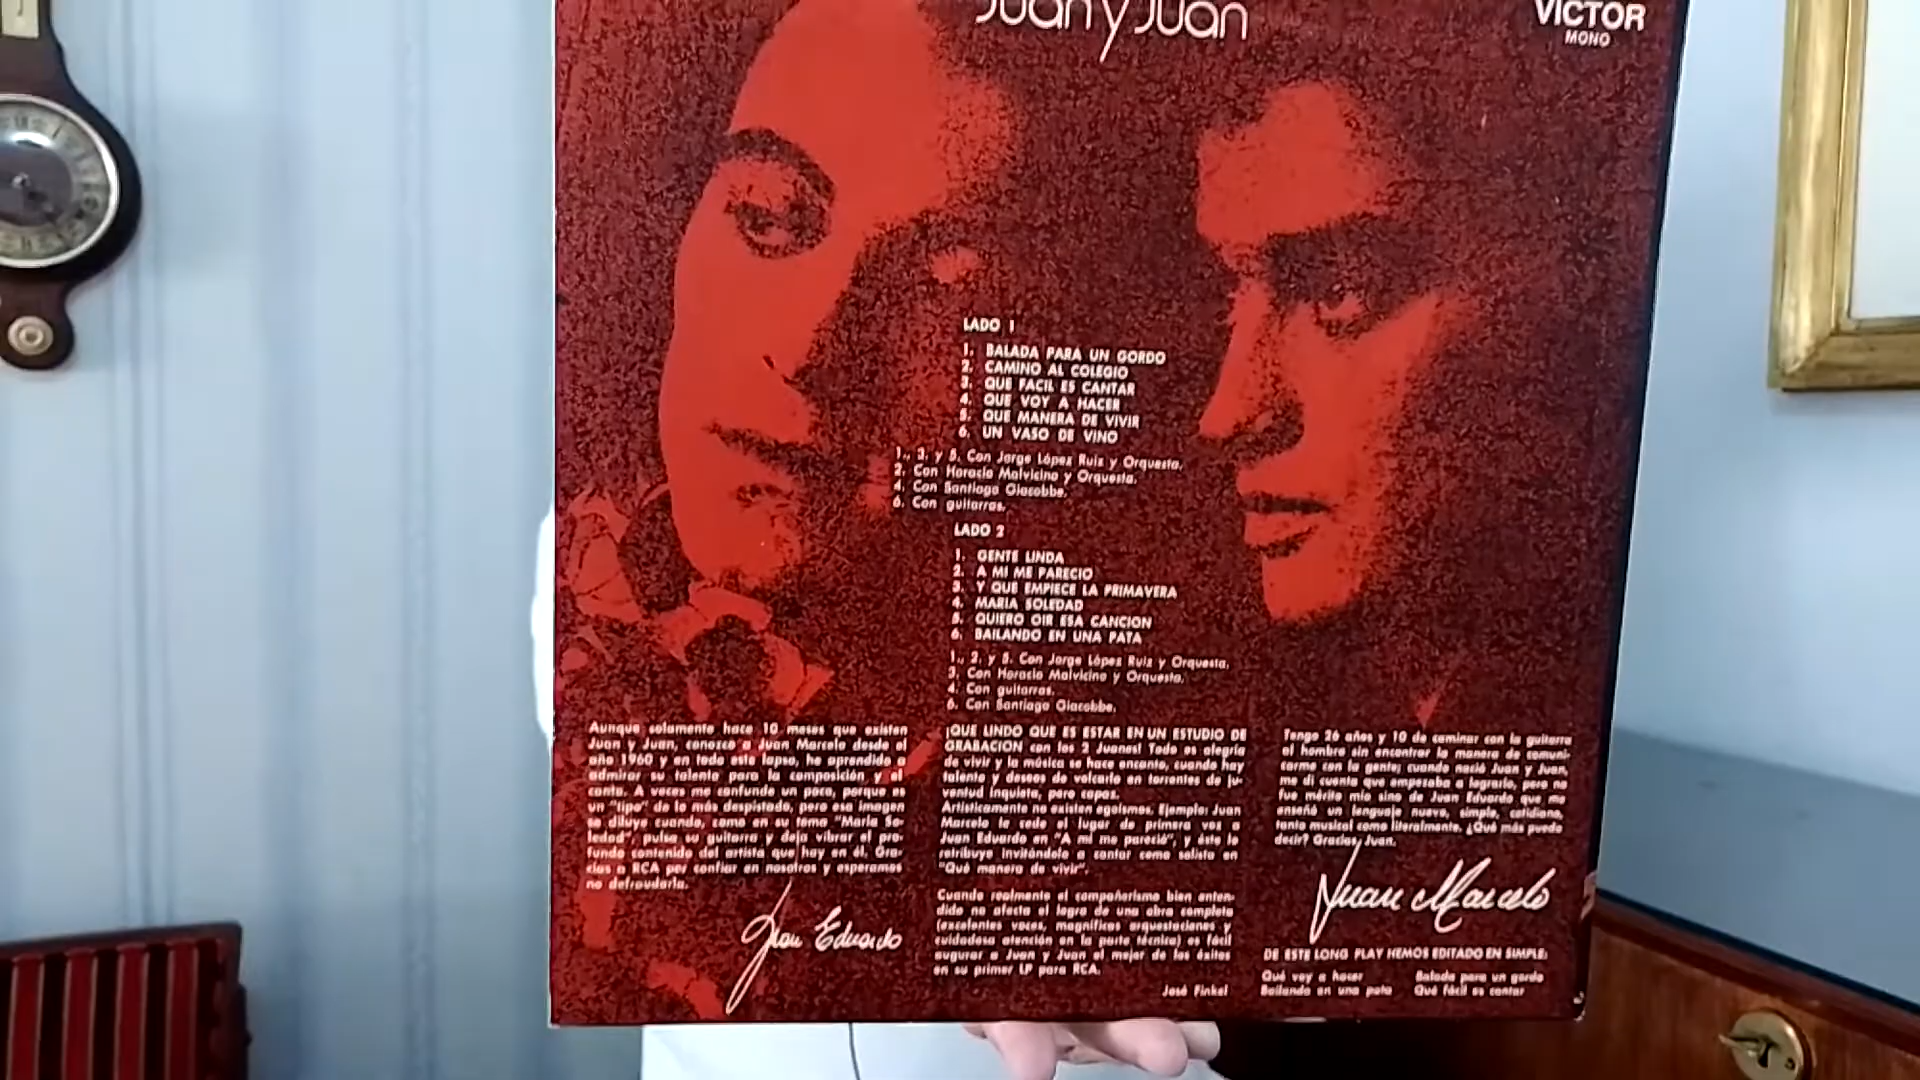 Juan y Juan
VICTOR
MONO
LADO 1
1. BALADA PARA UN GORDO
2. CAMINO AL COLEGIO
3. QUE FACIL ES CANTAR
4. QUE VOY A HACER
5. QUE MANERA DE VIVIR
6. UN VASO DE VINO
1., 3. y 5. Con Jorge López Ruiz y Orquesta.
2. Con Horacio Malvicino y Orquesta.
4. Con Santiago Giacobbe.
6. Con guitarras.
LADO 2
1. GENTE LINDA
2. A MI ME PARECIO
3. Y QUE EMPIECE LA PRIMAVERA
4. MARIA SOLEDAD
5. QUIERO OIR ESA CANCION
6. BAILANDO EN UNA PATA
1., 2. y 5. Con Jorge López Ruiz y Orquesta.
3. Con Horacio Malvicino y Orquesta.
4. Con guitarras.
6. Con Santiago Giacobbe.
Aunque solamente hace 10 meses que existen
Juan y Juan, conozco a Juan Marcelo desde el
año 1960 y en todo este lapso, he aprendido a
admirar su talento para la composición y el
canto. A veces me confunde un poco, porque es
un "tipo" de lo más despistado, pero esa imagen
se diluye cuando, como en su tema "María So-
ledad", pulsa su guitarra y deja vibrar el pro-
fundo contenido del artista que hay en él. Gra-
cias a RCA por confiar en nosotros y esperamos
no defraudarla.
Juan Eduardo
¡QUE LINDO QUE ES ESTAR EN UN ESTUDIO DE
GRABACION con los 2 Juanes! Todo es alegría
de vivir y la música se hace encanto, cuando hay
talento y deseos de volcarlo en torrentes de ju-
ventud inquieta, pero capaz.
Artísticamente no existen egoísmos. Ejemplo: Juan
Marcelo le cede el lugar de primera voz a
Juan Eduardo en "A mí me pareció", y éste lo
retribuye invitándolo a cantar como solista en
"Qué manera de vivir".
Cuando realmente el compañerismo bien enten-
dido no afecta el logro de una obra completa
(excelentes voces, magníficas orquestaciones y
cuidadosa atención en la parte técnica) es fácil
augurar a Juan y Juan el mejor de los éxitos
en su primer LP para RCA.
José Finkel
Tengo 26 años y 10 de caminar con la guitarra
al hombro sin encontrar la manera de comuni-
carme con la gente; cuando nació Juan y Juan,
me di cuenta que empezaba a lograrlo, pero no
fue mérito mío sino de Juan Eduardo que me
enseñó un lenguaje nuevo, simple, cotidiano,
tanto musical como literalmente. ¿Qué más puedo
decir? Gracias, Juan.
Juan Marcelo
DE ESTE LONG PLAY HEMOS EDITADO EN SIMPLE:
Qué voy a hacer Balada para un gordo
Bailando en una pata Qué fácil es cantar